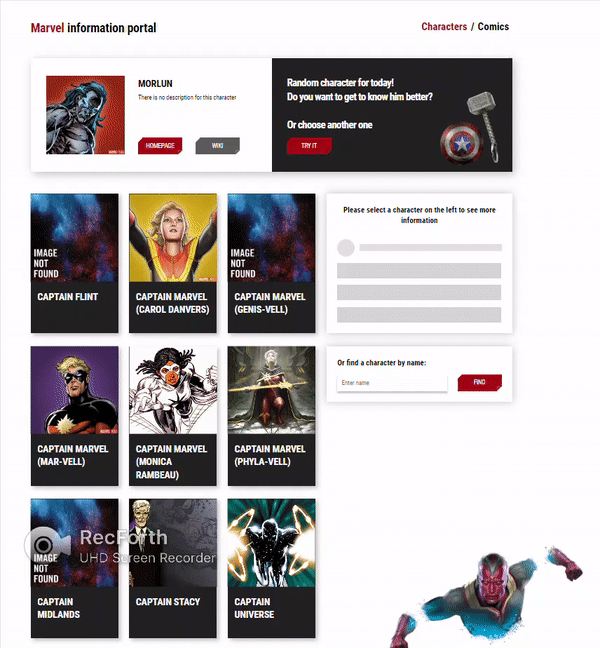 Marvel information portal
Characters / Comics
MORLUN
There is no description for this character
HOMEPAGE
WIKI
Random character for today!
Do you want to get to know him better?
Or choose another one
TRY IT
IMAGE
NOT
FOUND
CAPTAIN FLINT
CAPTAIN MARVEL
(CAROL DANVERS)
IMAGE
NOT
FOUND
CAPTAIN MARVEL
(GENIS-VELL)
Please select a character on the left to see more
information
CAPTAIN MARVEL
(MAR-VELL)
CAPTAIN MARVEL
(MONICA
RAMBEAU)
CAPTAIN MARVEL
(PHYLA-VELL)
Or find a character by name:
Enter name
FIND
IMAGE
NOT
FOUND
RecForth
UHD Screen Recorder
CAPTAIN
MIDLANDS
CAPTAIN STACY
CAPTAIN
UNIVERSE